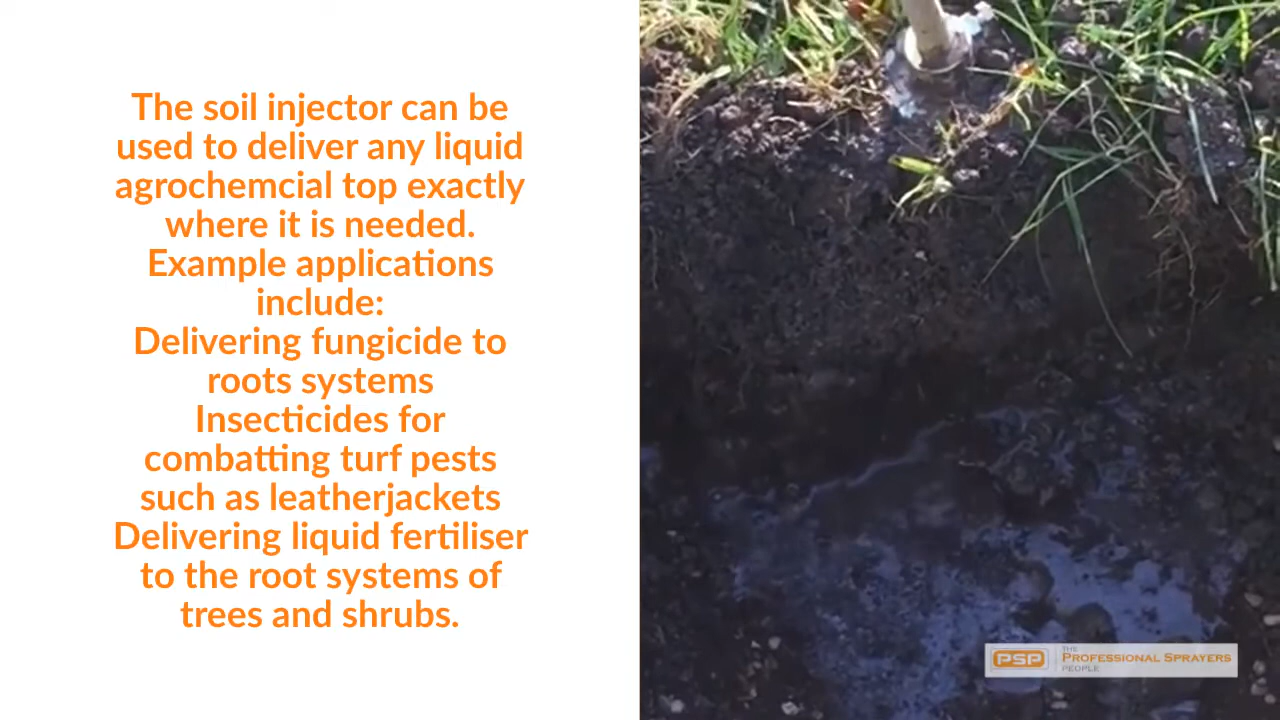 The soil injector can be
used to deliver any liquid
agrochemcial top exactly
where it is needed.
Example applications
include:
Delivering fungicide to
roots systems
Insecticides for
combatting turf pests
such as leatherjackets
Delivering liquid fertiliser
to the root systems of
trees and shrubs.
PSP
THE
PROFESSIONAL SPRAYERS
PEOPLE